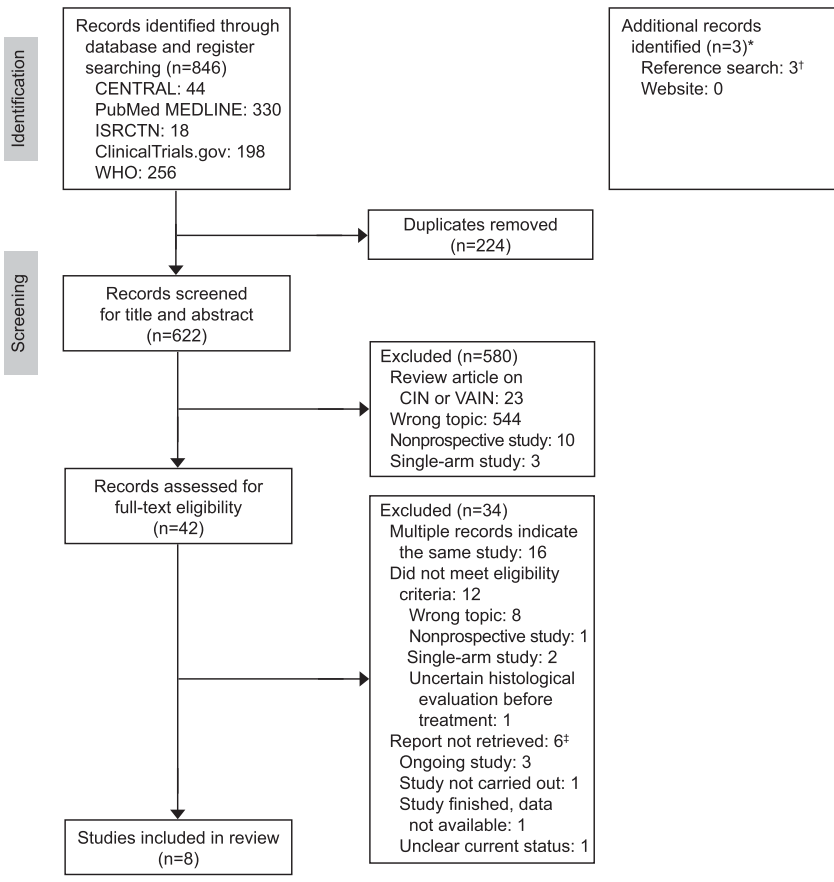 Identification
Records identified through
database and register
searching (n=846)
CENTRAL: 44
PubMed MEDLINE: 330
ISRCTN: 18
ClinicalTrials.gov: 198
WHO: 256
Additional records
identified (n=3)*
Reference search: 3†
Website: 0
Duplicates removed
(n=224)
Screening
Records screened
for title and abstract
(n=622)
Excluded (n=580)
Review article on
CIN or VAIN: 23
Wrong topic: 544
Nonprospective study: 10
Single-arm study: 3
Records assessed for
full-text eligibility
(n=42)
Excluded (n=34)
Multiple records indicate
the same study: 16
Did not meet eligibility
criteria: 12
Wrong topic: 8
Nonprospective study: 1
Single-arm study: 2
Uncertain histological
evaluation before
treatment: 1
Report not retrieved: 6‡
Ongoing study: 3
Study not carried out: 1
Study finished, data
not available: 1
Unclear current status: 1
Studies included in review
(n=8)